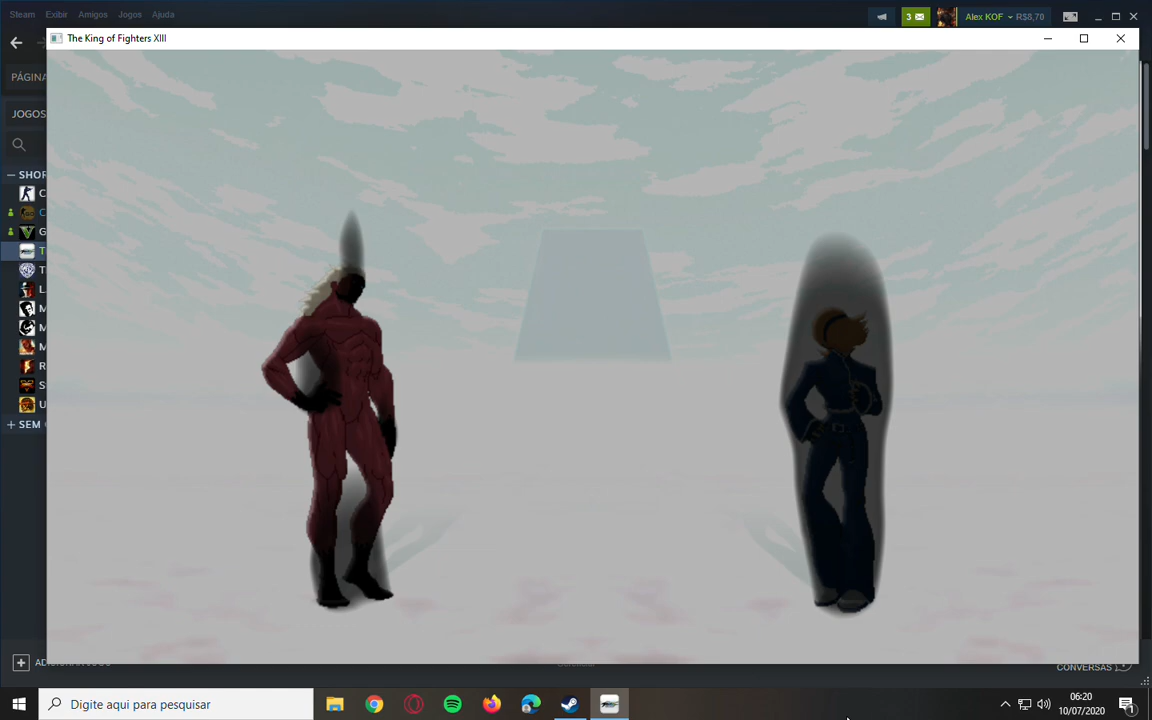 Steam Exibir Amigos Jogos Ajuda
3 Alex KOF R$8,70
The King of Fighters XIII
PÁGINA
JOGOS
SHOR
C
C
G
T
T
L
M
M
M
R
S
U
SEM
CONVERSAS
Digite aqui para pesquisar
06:20
10/07/2020
1